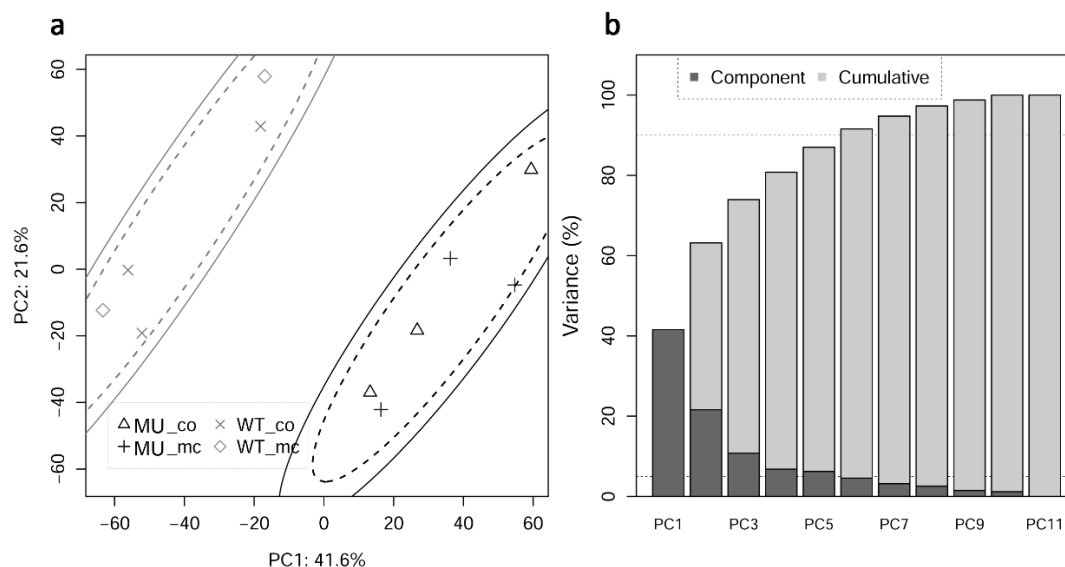 a
PC2: 21.6%
60
40
20
0
−20
−40
−60
MU_co WT_co
MU_mc WT_mc
−60 −40 −20 0 20 40 60
PC1: 41.6%
b
Variance (%)
Component Cumulative
100
80
60
40
20
0
PC1 PC3 PC5 PC7 PC9 PC11